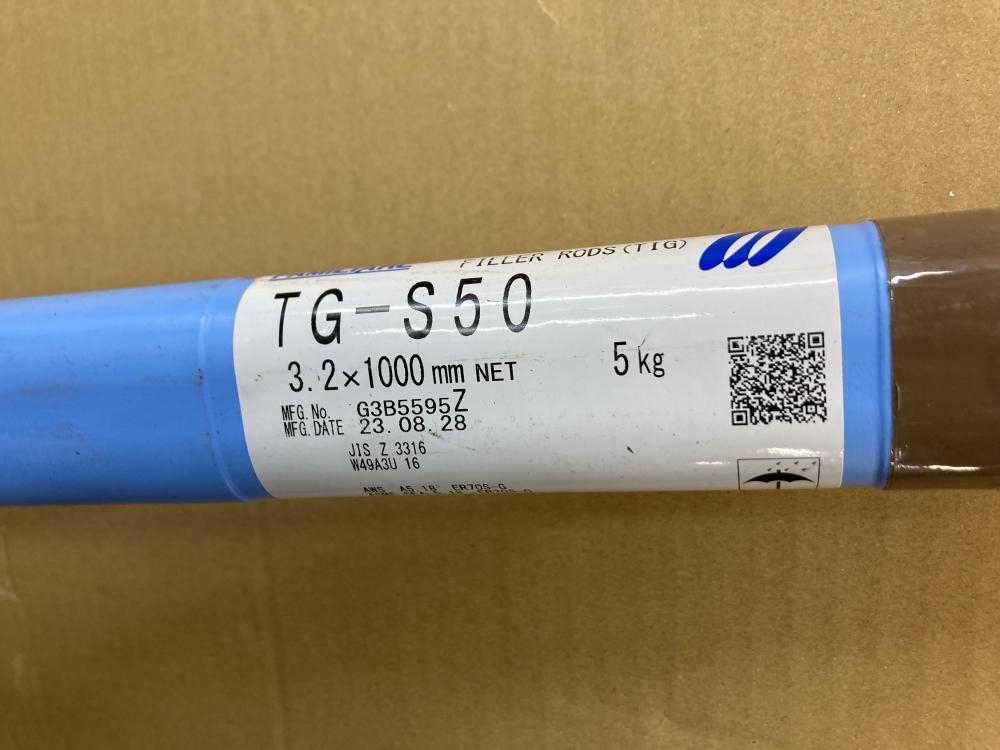 FILLER RODS (TIG)
TG-S50
3.2×1000 mm NET 5 kg
MFG. No. G3B5595Z
MFG. DATE 23.08.28
JIS Z 3316
W49A3U 16
AWS A5.18 ER70S-G